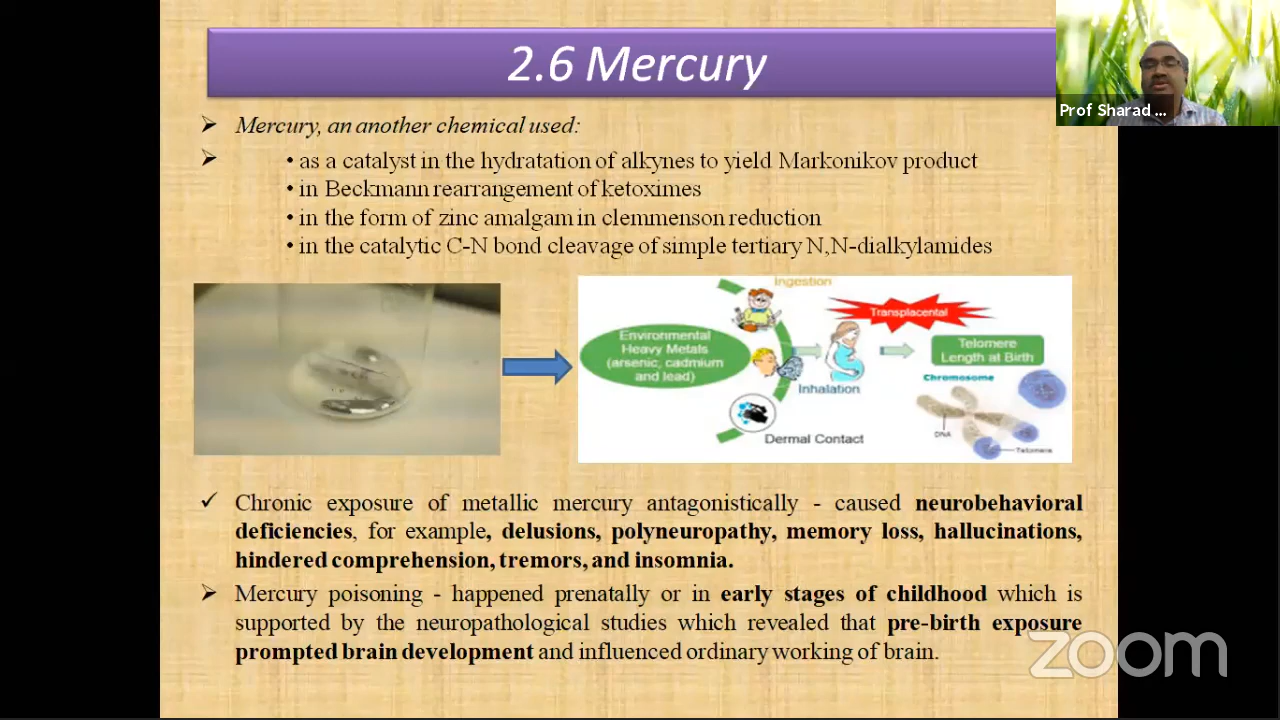 2.6 Mercury
Prof Sharad ...
Mercury, an another chemical used:
• as a catalyst in the hydratation of alkynes to yield Markonikov product
• in Beckmann rearrangement of ketoximes
• in the form of zinc amalgam in clemmenson reduction
• in the catalytic C-N bond cleavage of simple tertiary N,N-dialkylamides
Ingestion
Transplacental
Environmental
Heavy Metals
(arsenic, cadmium
and lead)
Telomere
Length at Birth
Inhalation
Chromosome
DNA
Telomere
Dermal Contact
Chronic exposure of metallic mercury antagonistically - caused neurobehavioral
deficiencies, for example, delusions, polyneuropathy, memory loss, hallucinations,
hindered comprehension, tremors, and insomnia.
Mercury poisoning - happened prenatally or in early stages of childhood which is
supported by the neuropathological studies which revealed that pre-birth exposure
prompted brain development and influenced ordinary working of brain.
zoom